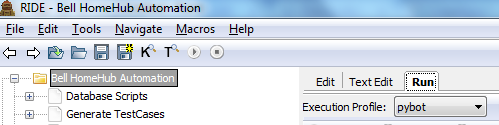 RIDE - Bell HomeHub Automation
File Edit Tools Navigate Macros Help
K T
Bell HomeHub Automation
Database Scripts
Generate TestCases
Edit Text Edit Run
Execution Profile: pybot